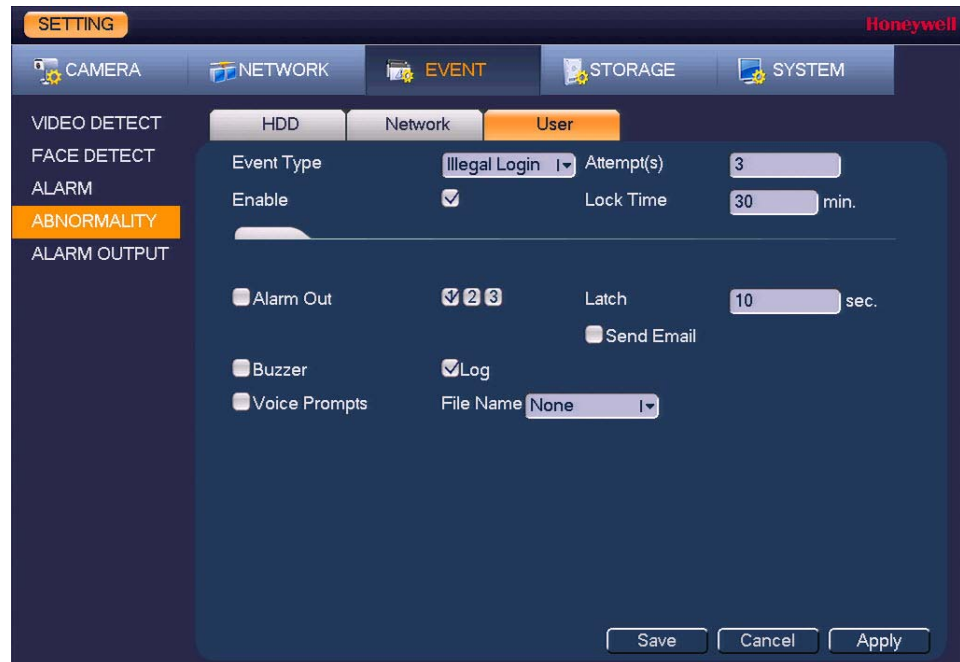 SETTING
Honeywell
CAMERA NETWORK EVENT STORAGE SYSTEM
VIDEO DETECT
FACE DETECT
ALARM
ABNORMALITY
ALARM OUTPUT
HDD Network User
Event Type Illegal Login Attempt(s) 3
Enable Lock Time 30 min.
Alarm Out 1 2 3 Latch 10 sec.
Send Email
Buzzer Log
Voice Prompts File Name None
Save Cancel Apply